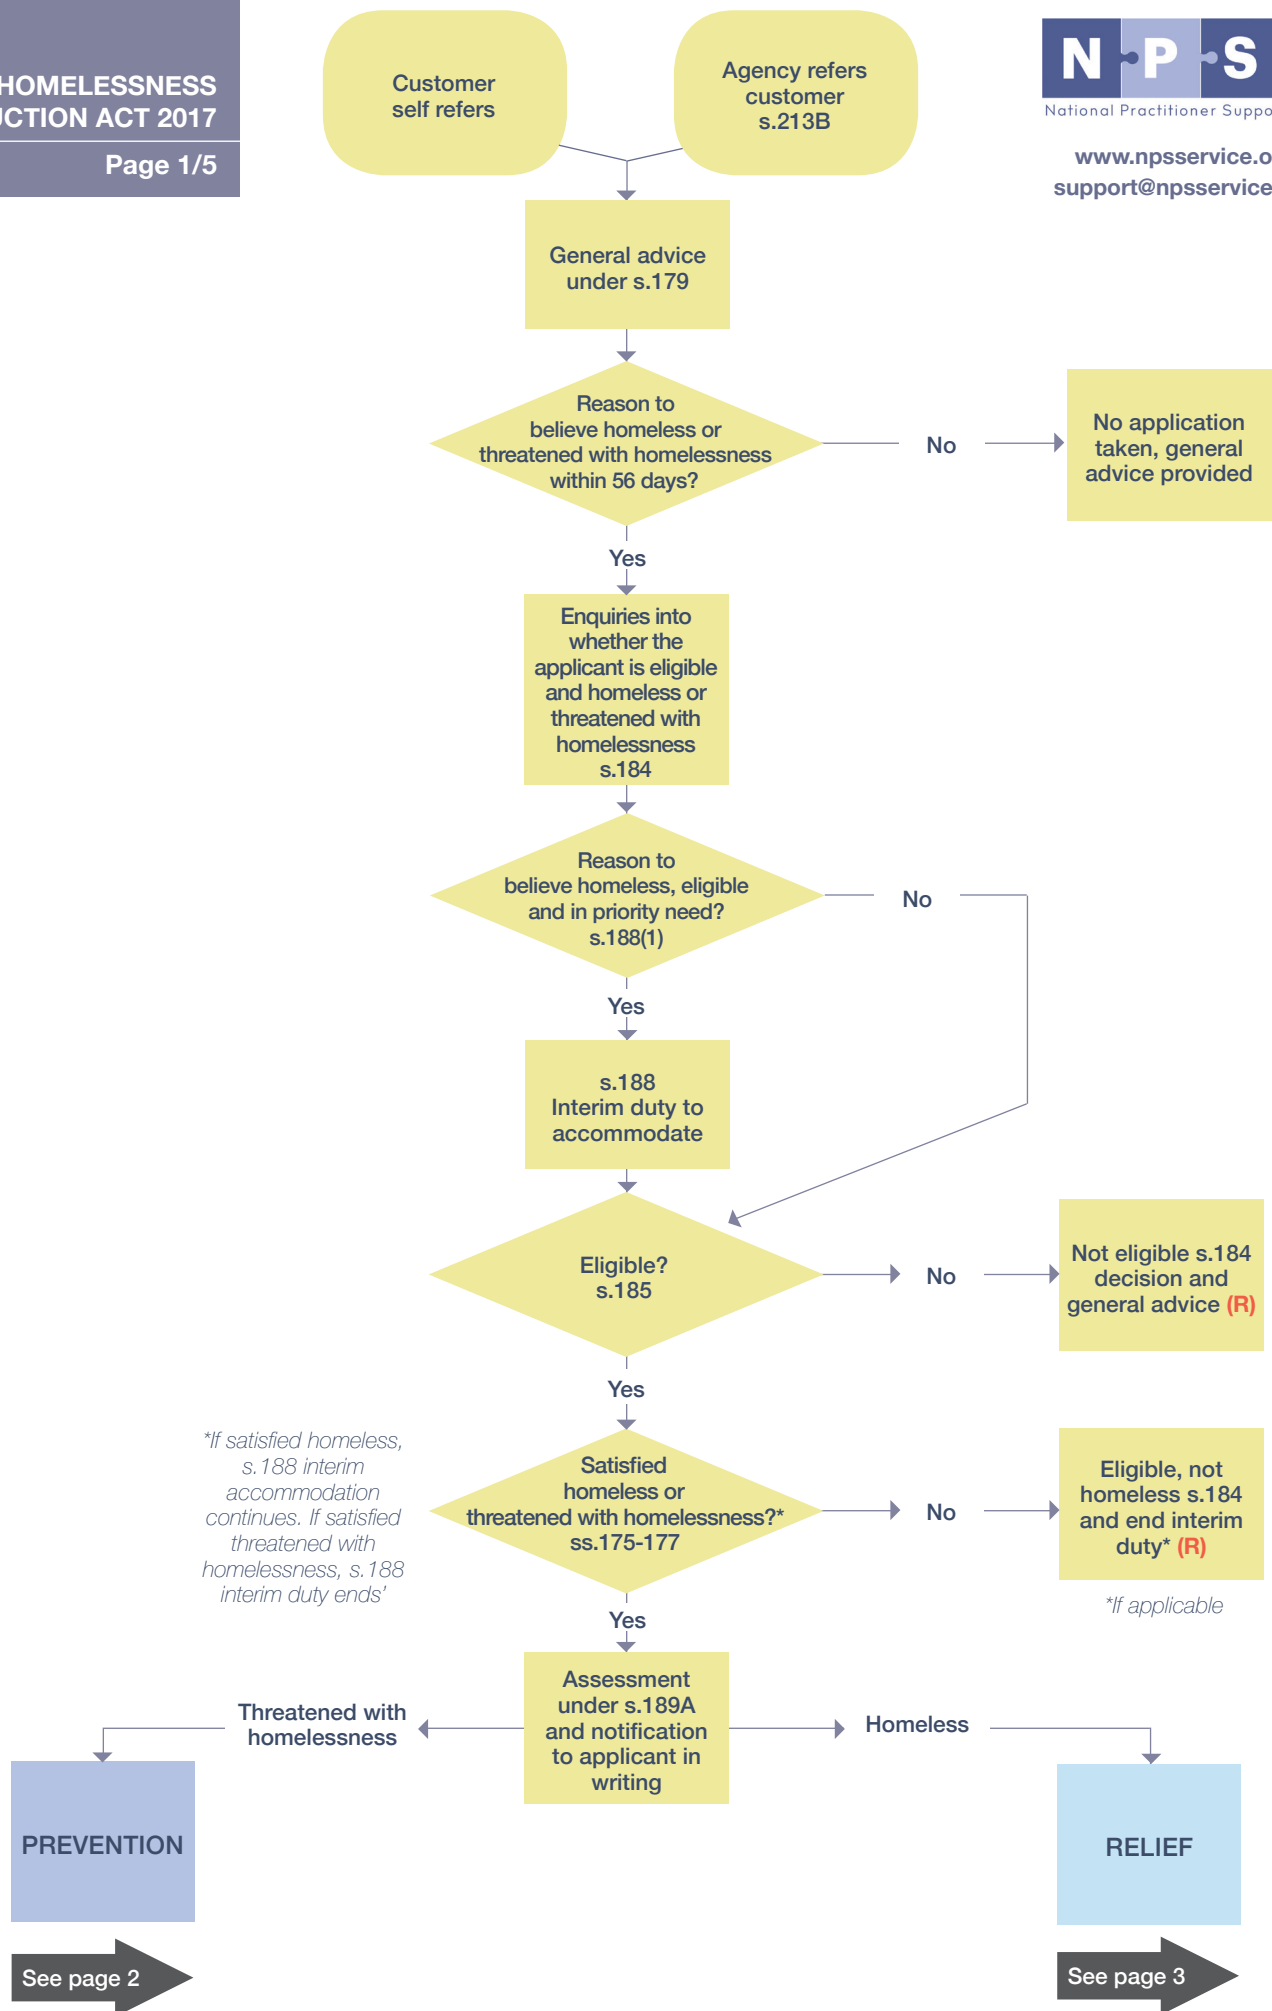 HOMELESSNESS
UCTION ACT 2017
Page 1/5
Customer
self refers
Agency refers
customer
s.213B
N P S
National Practitioner Suppo
www.npsservice.o
support@npsservice
General advice
under s.179
Reason to
believe homeless or
threatened with homelessness
within 56 days?
No
No application
taken, general
advice provided
Yes
Enquiries into
whether the
applicant is eligible
and homeless or
threatened with
homelessness
s.184
Reason to
believe homeless, eligible
and in priority need?
s.188(1)
No
Yes
s.188
Interim duty to
accommodate
Eligible?
s.185
No
Not eligible s.184
decision and
general advice (R)
Yes
*If satisfied homeless,
s.188 interim
accommodation
continues. If satisfied
threatened with
homelessness, s.188
interim duty ends'
Satisfied
homeless or
threatened with homelessness?*
ss.175-177
No
Eligible, not
homeless s.184
and end interim
duty* (R)
*If applicable
Yes
Assessment
under s.189A
and notification
to applicant in
writing
Threatened with
homelessness
Homeless
PREVENTION
RELIEF
See page 2
See page 3